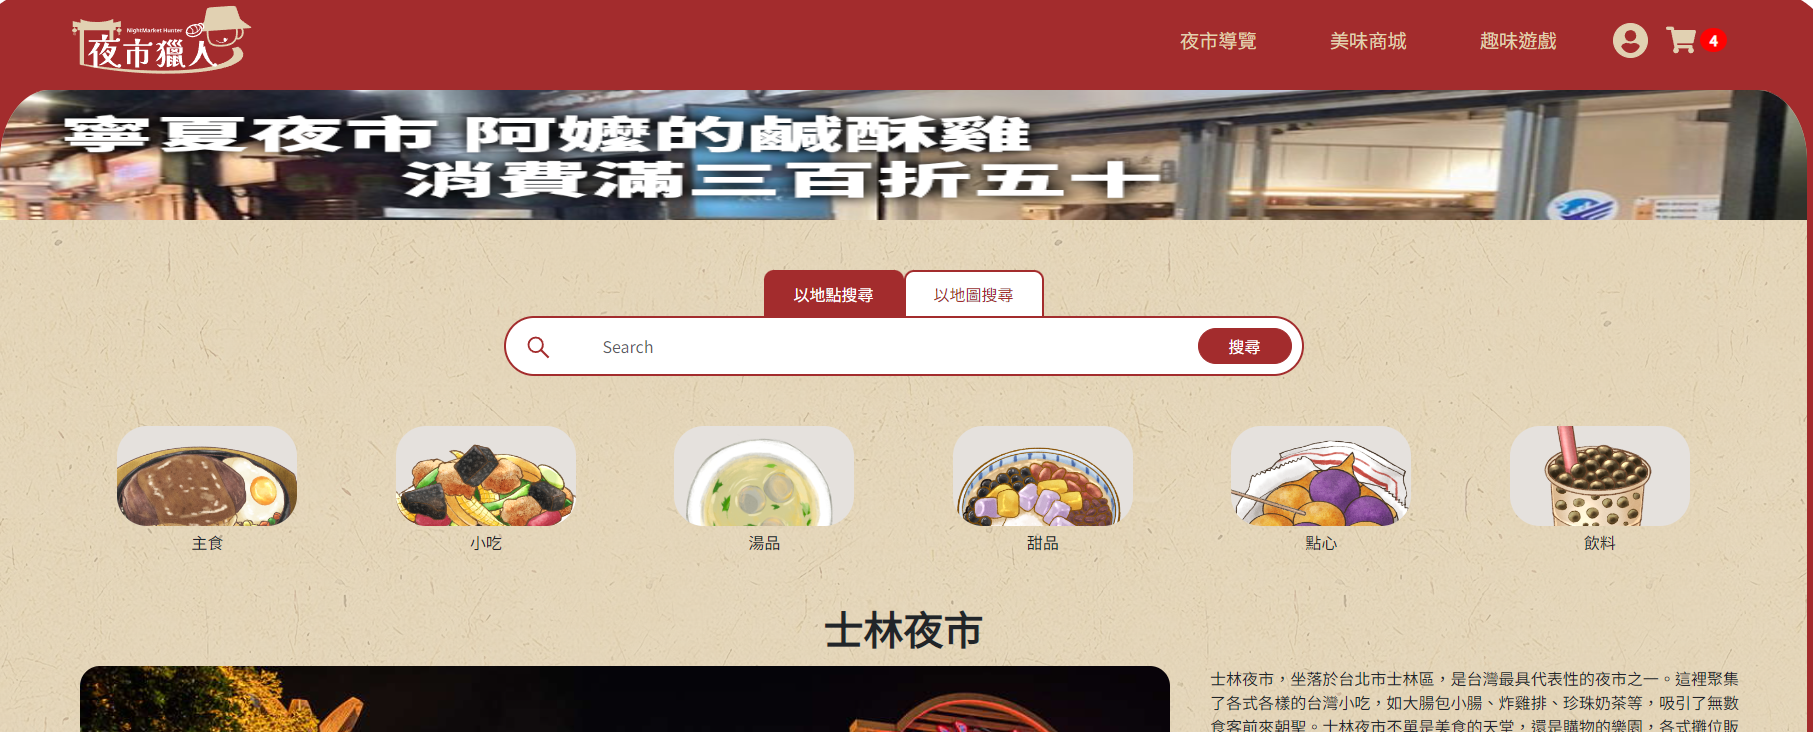 NightMarket Hunter
夜市獵人
夜市導覽
美味商城
趣味遊戲
4
寧夏夜市 阿嬤的鹹酥雞
消費滿三百折五十
以地點搜尋
以地圖搜尋
Search
搜尋
主食
小吃
湯品
甜品
點心
飲料
士林夜市
士林夜市，坐落於台北市士林區，是台灣最具代表性的夜市之一。這裡聚集
了各式各樣的台灣小吃，如大腸包小腸、炸雞排、珍珠奶茶等，吸引了無數
食客前來朝聖。士林夜市不單是美食的天堂，還是購物的樂園，各式攤位販